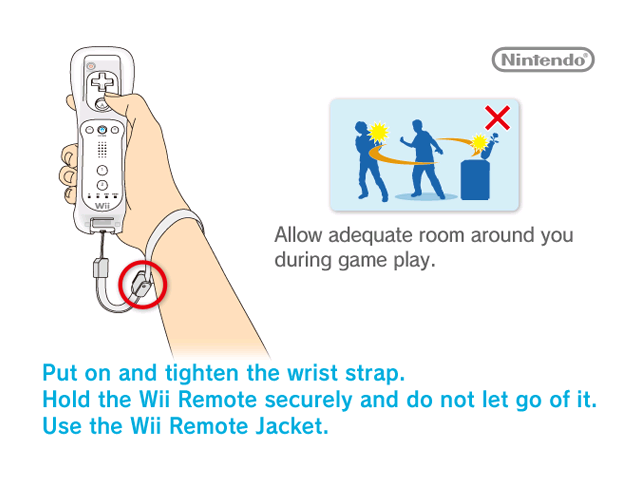 Nintendo®
Wii
Allow adequate room around you
during game play.
Put on and tighten the wrist strap.
Hold the Wii Remote securely and do not let go of it.
Use the Wii Remote Jacket.